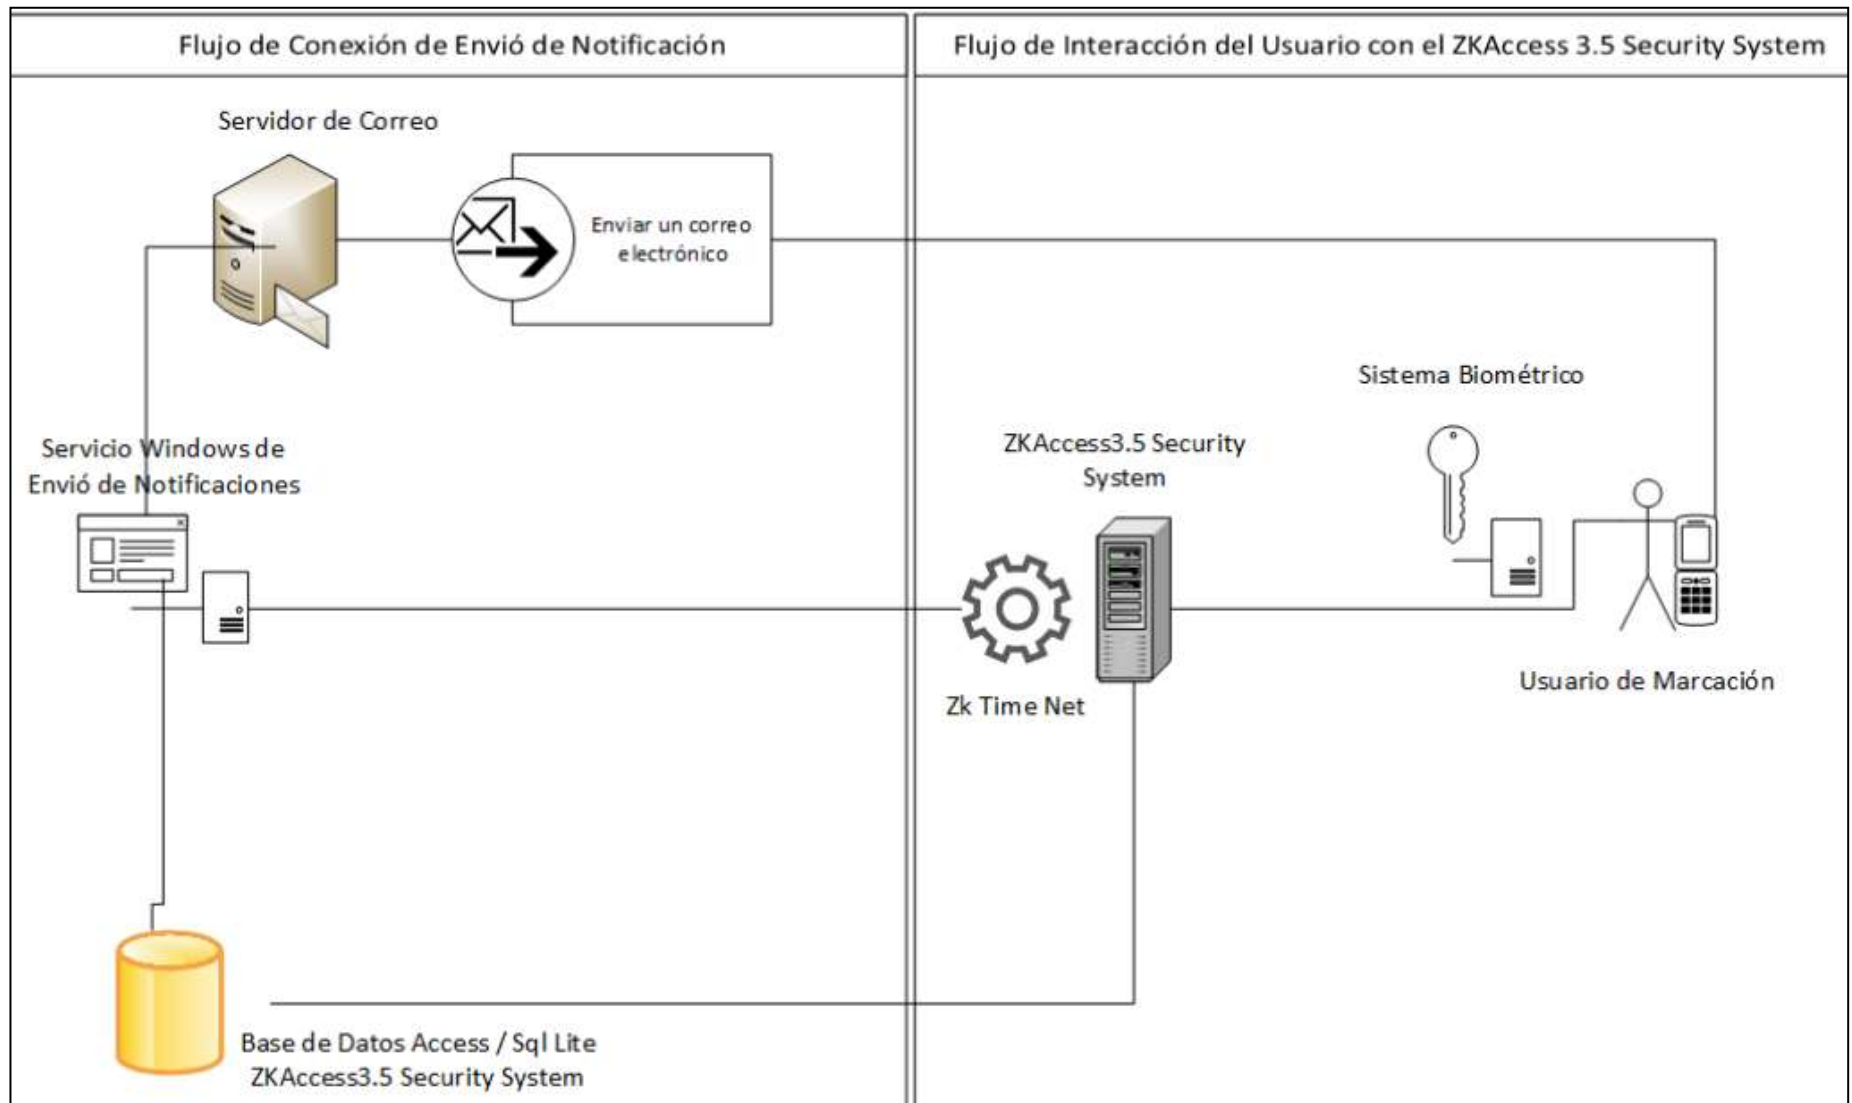 Flujo de Conexión de Envió de Notificación
Flujo de Interacción del Usuario con el ZKAccess 3.5 Security System
Servidor de Correo
Enviar un correo
electrónico
Sistema Biométrico
Servicio Windows de
Envió de Notificaciones
ZKAccess3.5 Security
System
Usuario de Marcación
Zk Time Net
Base de Datos Access / Sql Lite
ZKAccess3.5 Security System